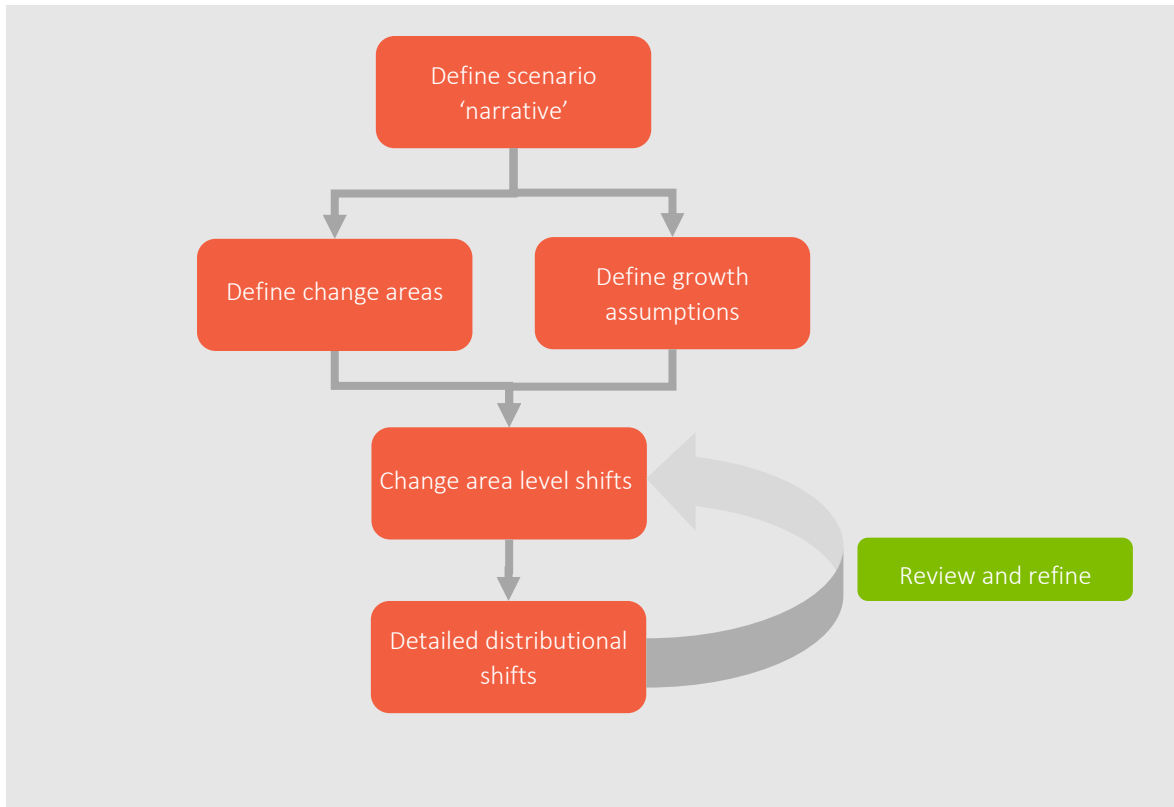 Define scenario
‘narrative’
Define change areas
Define growth
assumptions
Change area level shifts
Review and refine
Detailed distributional
shifts